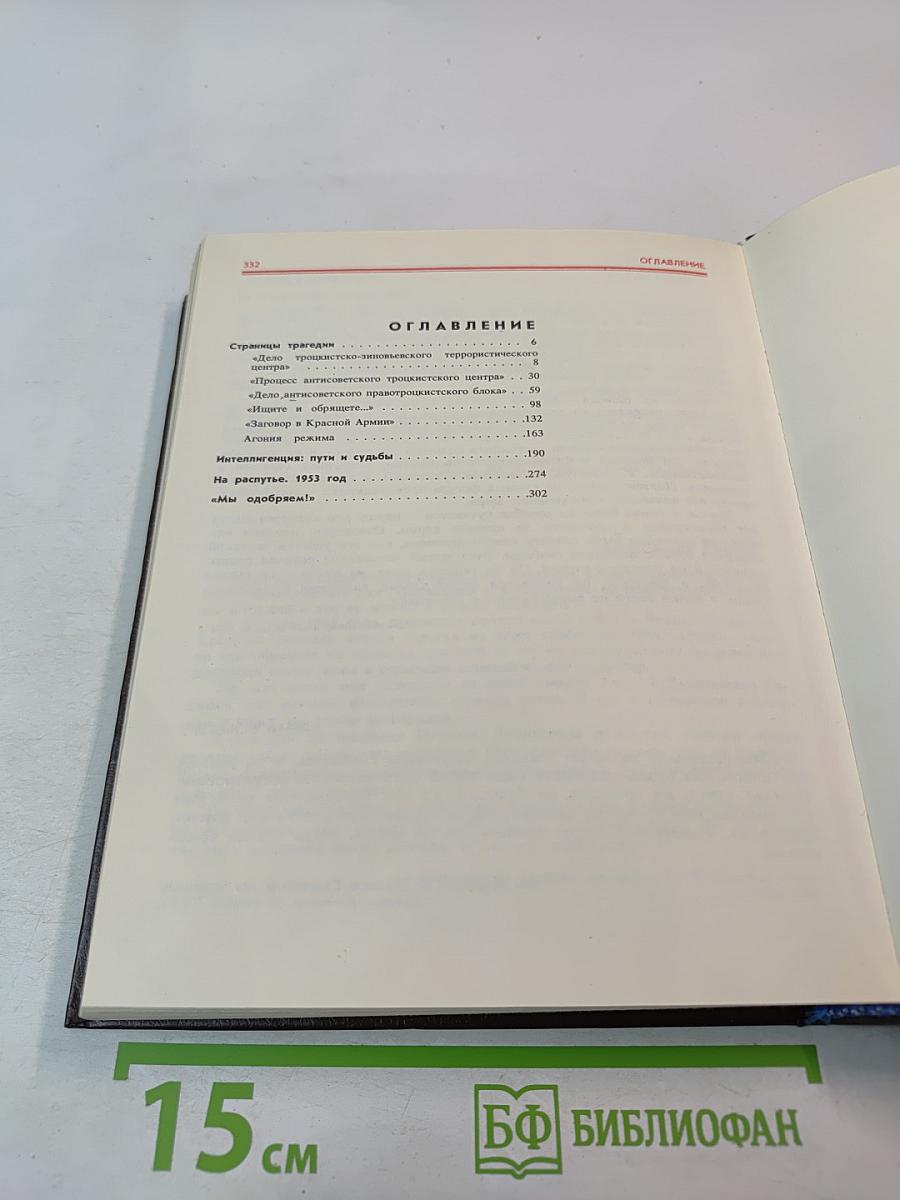 332 ОГЛАВЛЕНИЕ
ОГЛАВЛЕНИЕ
Страницы трагедии . . . . . . . . . . . . . . . . . . . . . . 6
«Дело троцкистско-зиновьевского террористического
центра» . . . . . . . . . . . . . . . . . . . . . . . . . . 8
«Процесс антисоветского троцкистского центра» . . 30
«Дело антисоветского правотроцкистского блока» . . 59
«Ищите и обрящете...» . . . . . . . . . . . . . . . . . 98
«Заговор в Красной Армии» . . . . . . . . . . . . . . .132
Агония режима . . . . . . . . . . . . . . . . . . . . .163
Интеллигенция: пути и судьбы . . . . . . . . . . . . . . .190
На распутье. 1953 год . . . . . . . . . . . . . . . . . . . .274
«Мы одобряем!» . . . . . . . . . . . . . . . . . . . . . . .302
15 см
БФ БИБЛИОФАН